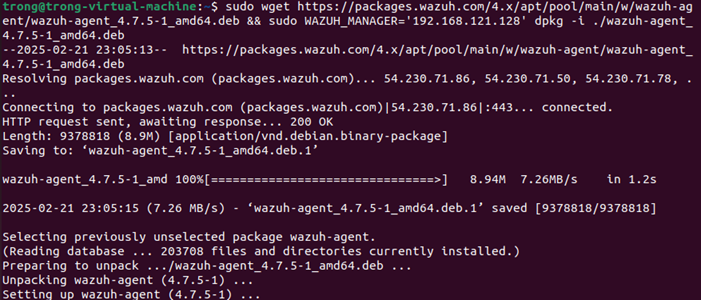 trong@trong-virtual-machine:~$ sudo wget https://packages.wazuh.com/4.x/apt/pool/main/w/wazuh-ag
ent/wazuh-agent_4.7.5-1_amd64.deb && sudo WAZUH_MANAGER='192.168.121.128' dpkg -i ./wazuh-agent_
4.7.5-1_amd64.deb
--2025-02-21 23:05:13--  https://packages.wazuh.com/4.x/apt/pool/main/w/wazuh-agent/wazuh-agent_
4.7.5-1_amd64.deb
Resolving packages.wazuh.com (packages.wazuh.com)... 54.230.71.86, 54.230.71.50, 54.230.71.78, .
..
Connecting to packages.wazuh.com (packages.wazuh.com)|54.230.71.86|:443... connected.
HTTP request sent, awaiting response... 200 OK
Length: 9378818 (8.9M) [application/vnd.debian.binary-package]
Saving to: ‘wazuh-agent_4.7.5-1_amd64.deb.1’
wazuh-agent_4.7.5-1_amd 100%[===============================>]   8.94M  7.26MB/s    in 1.2s
2025-02-21 23:05:15 (7.26 MB/s) - ‘wazuh-agent_4.7.5-1_amd64.deb.1’ saved [9378818/9378818]
Selecting previously unselected package wazuh-agent.
(Reading database ... 203708 files and directories currently installed.)
Preparing to unpack .../wazuh-agent_4.7.5-1_amd64.deb ...
Unpacking wazuh-agent (4.7.5-1) ...
Setting up wazuh-agent (4.7.5-1) ...